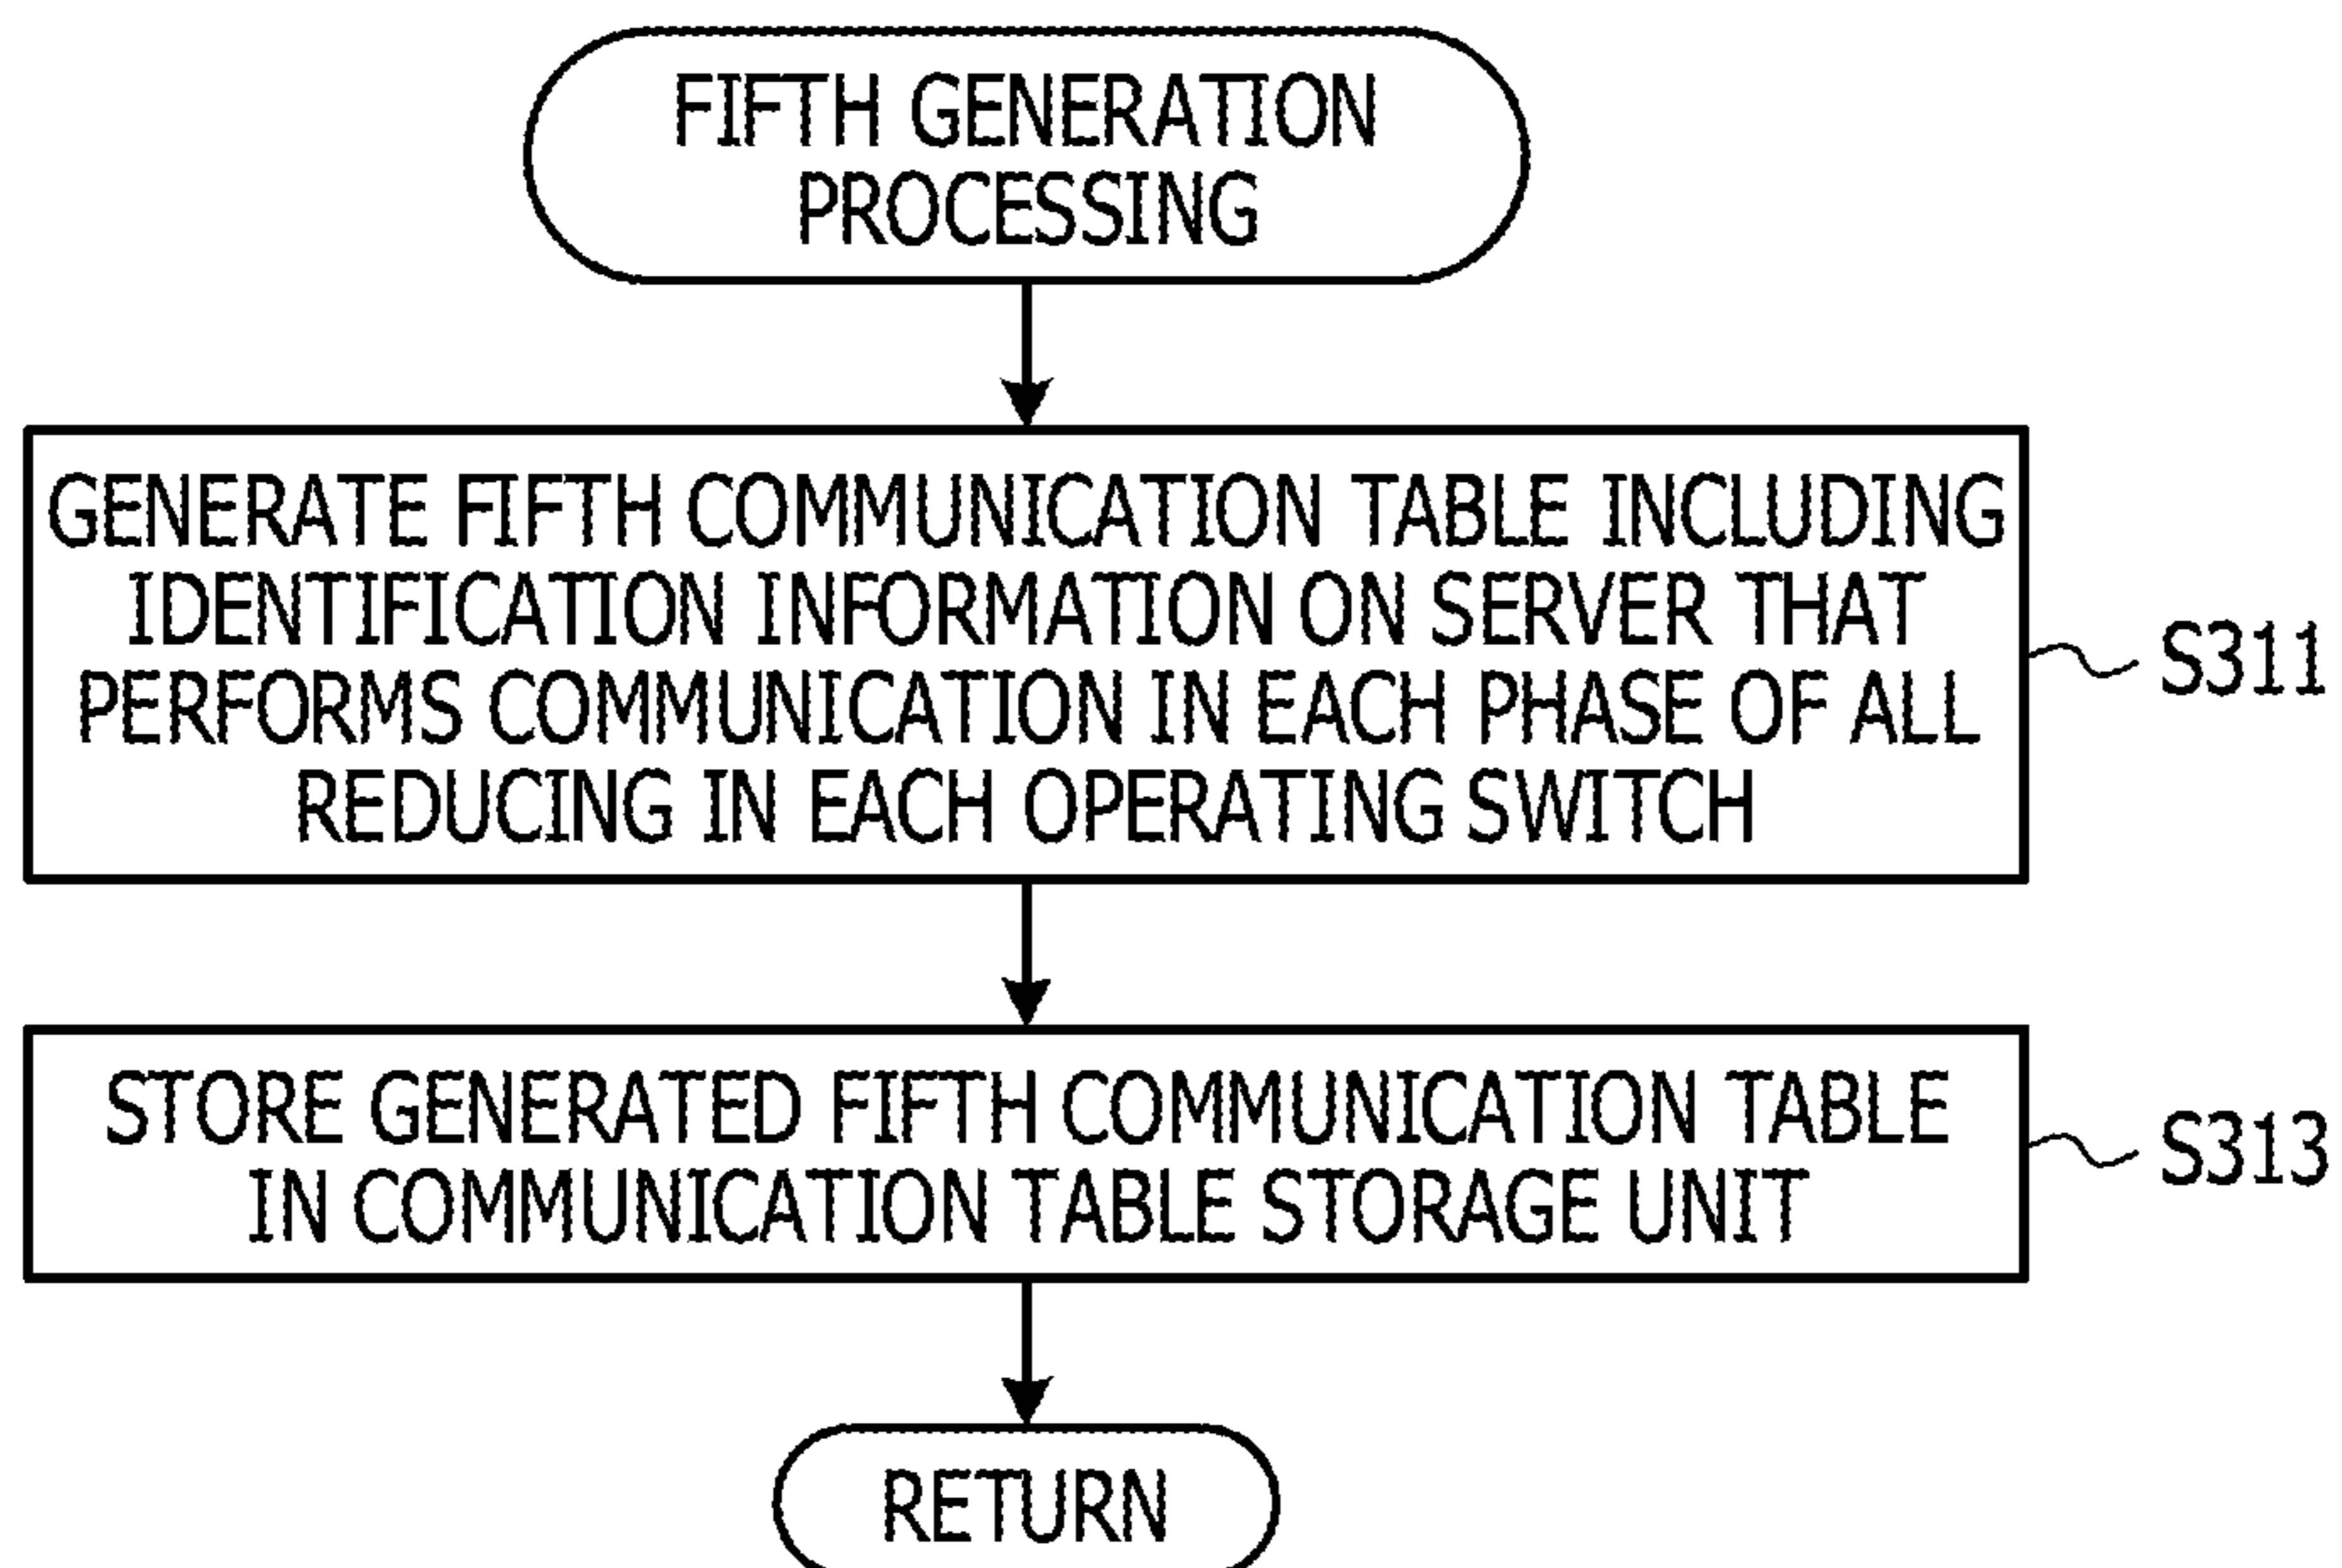 FIFTH GENERATION
PROCESSING
GENERATE FIFTH COMMUNICATION TABLE INCLUDING
IDENTIFICATION INFORMATION ON SERVER THAT
PERFORMS COMMUNICATION IN EACH PHASE OF ALL
REDUCING IN EACH OPERATING SWITCH
S311
STORE GENERATED FIFTH COMMUNICATION TABLE
IN COMMUNICATION TABLE STORAGE UNIT
S313
RETURN